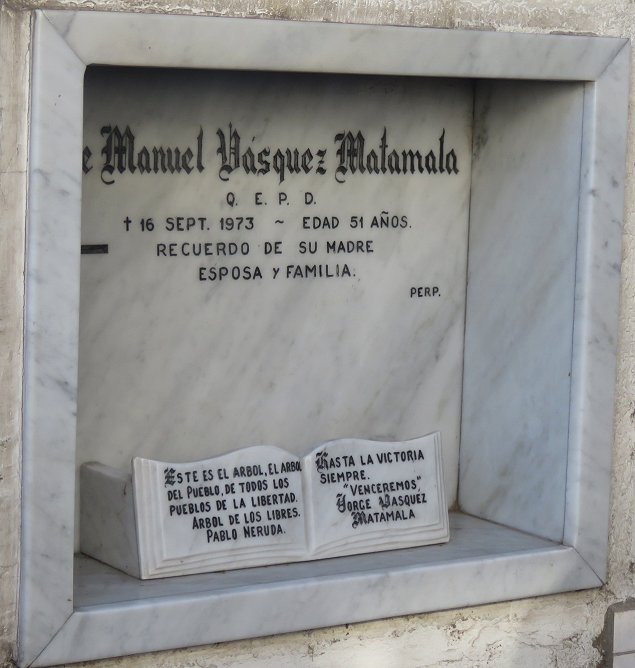 e Manuel Vásquez Matamala
Q. E. P. D.
† 16 SEPT. 1973 ~ EDAD 51 AÑOS.
RECUERDO DE SU MADRE
ESPOSA Y FAMILIA.
PERP.
ESTE ES EL ARBOL, EL ARBOL
DEL PUEBLO, DE TODOS LOS
PUEBLOS DE LA LIBERTAD.
ARBOL DE LOS LIBRES.
PABLO NERUDA.
HASTA LA VICTORIA
SIEMPRE.
"VENCEREMOS"
JORGE VASQUEZ
MATAMALA